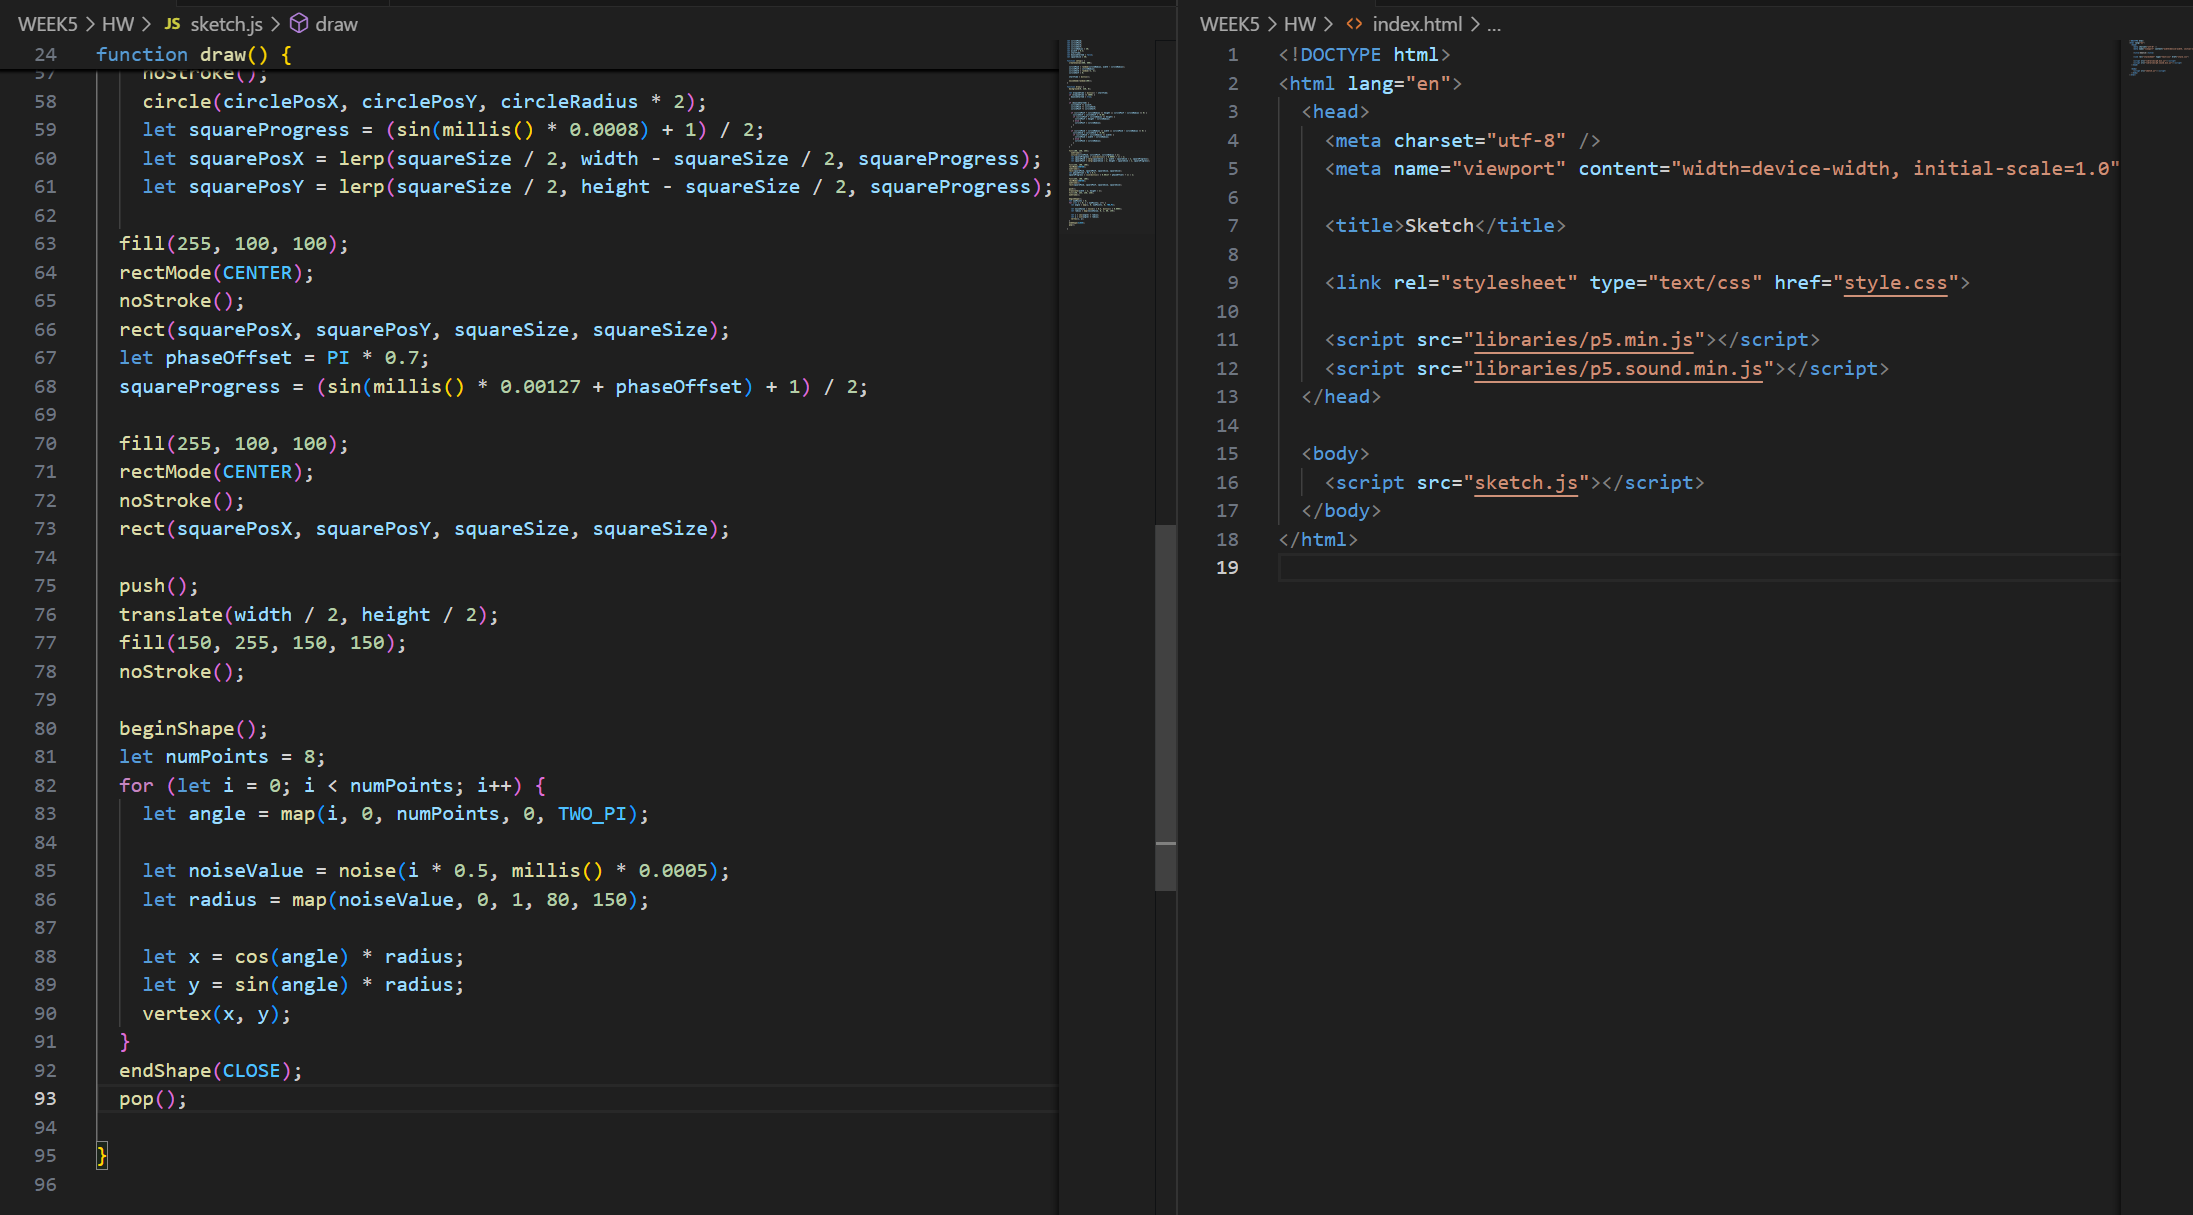 WEEK5 > HW > JS sketch.js > draw
24 function draw() {
57 noStroke();
58 circle(circlePosX, circlePosY, circleRadius * 2);
59 let squareProgress = (sin(millis() * 0.0008) + 1) / 2;
60 let squarePosX = lerp(squareSize / 2, width - squareSize / 2, squareProgress);
61 let squarePosY = lerp(squareSize / 2, height - squareSize / 2, squareProgress);
62
63 fill(255, 100, 100);
64 rectMode(CENTER);
65 noStroke();
66 rect(squarePosX, squarePosY, squareSize, squareSize);
67 let phaseOffset = PI * 0.7;
68 squareProgress = (sin(millis() * 0.00127 + phaseOffset) + 1) / 2;
69
70 fill(255, 100, 100);
71 rectMode(CENTER);
72 noStroke();
73 rect(squarePosX, squarePosY, squareSize, squareSize);
74
75 push();
76 translate(width / 2, height / 2);
77 fill(150, 255, 150, 150);
78 noStroke();
79
80 beginShape();
81 let numPoints = 8;
82 for (let i = 0; i < numPoints; i++) {
83 let angle = map(i, 0, numPoints, 0, TWO_PI);
84
85 let noiseValue = noise(i * 0.5, millis() * 0.0005);
86 let radius = map(noiseValue, 0, 1, 80, 150);
87
88 let x = cos(angle) * radius;
89 let y = sin(angle) * radius;
90 vertex(x, y);
91 }
92 endShape(CLOSE);
93 pop();
94
95 }
96
WEEK5 > HW > <> index.html > ...
1 <!DOCTYPE html>
2 <html lang="en">
3 <head>
4 <meta charset="utf-8" />
5 <meta name="viewport" content="width=device-width, initial-scale=1.0"
6
7 <title>Sketch</title>
8
9 <link rel="stylesheet" type="text/css" href="style.css">
10
11 <script src="libraries/p5.min.js"></script>
12 <script src="libraries/p5.sound.min.js"></script>
13 </head>
14
15 <body>
16 <script src="sketch.js"></script>
17 </body>
18 </html>
19